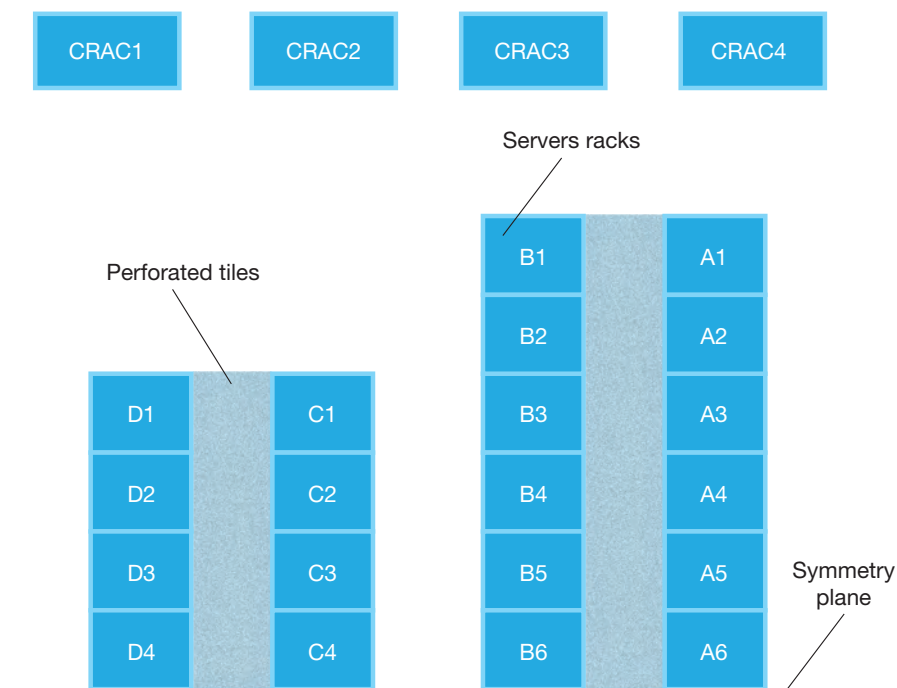 CRAC1 CRAC2 CRAC3 CRAC4
Servers racks
B1 A1
Perforated tiles
B2 A2
D1 C1 B3 A3
D2 C2 B4 A4
D3 C3 B5 A5
Symmetry
plane
D4 C4 B6 A6